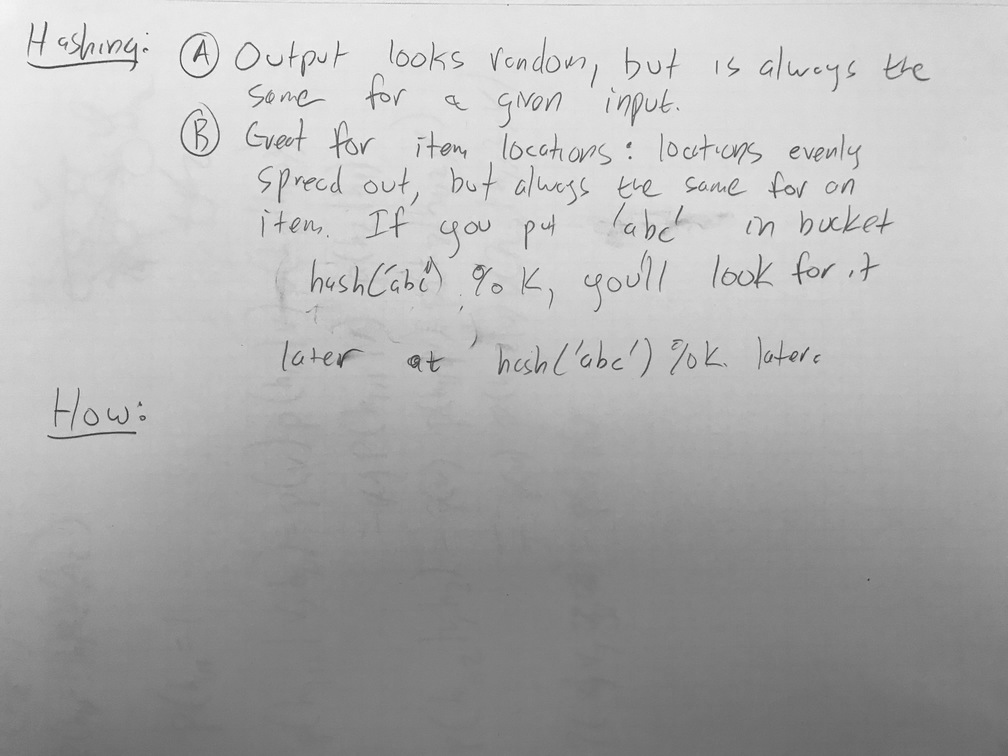 Hashing: Ⓐ Output looks random, but is always the
same for a given input.
Ⓑ Great for item locations: locations evenly
spread out, but always the same for an
item. If you put 'abc' in bucket
hash('abc') % K, you'll look for it
later at hash('abc') % K later.
How: